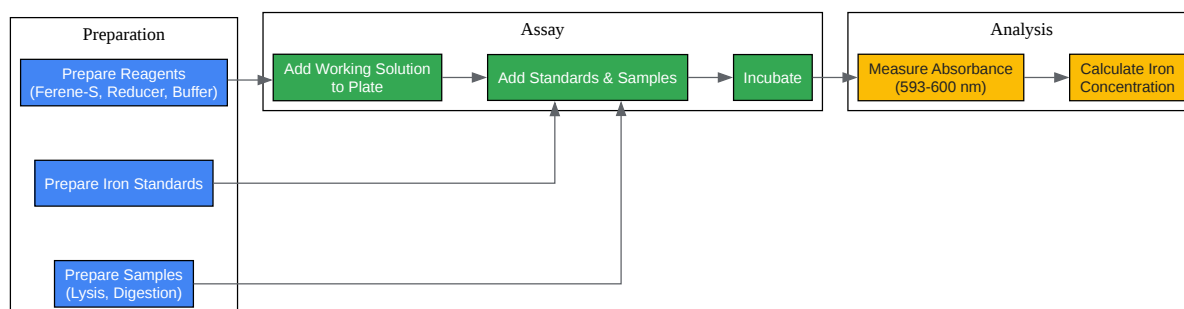 Preparation
Prepare Reagents
(Ferene-S, Reducer, Buffer)
Prepare Iron Standards
Prepare Samples
(Lysis, Digestion)
Assay
Add Working Solution
to Plate
Add Standards & Samples
Incubate
Analysis
Measure Absorbance
(593-600 nm)
Calculate Iron
Concentration